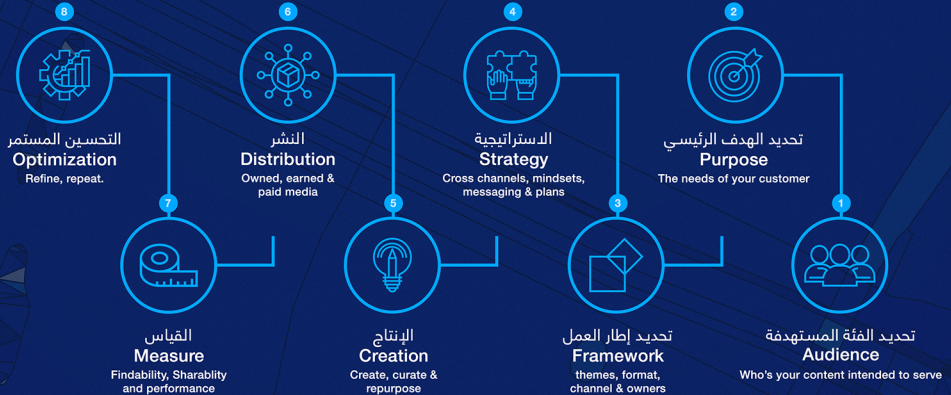 1
تحديد الفئة المستهدفة
Audience
Who's your content intended to serve
2
تحديد الهدف الرئيسي
Purpose
The needs of your customer
3
تحديد إطار العمل
Framework
themes, format,
channel & owners
4
الاستراتيجية
Strategy
Cross channels, mindsets,
messaging & plans
5
الإنتاج
Creation
Create, curate &
repurpose
6
النشر
Distribution
Owned, earned &
paid media
7
القياس
Measure
Findability, Sharablity
and performance
8
التحسين المستمر
Optimization
Refine, repeat.